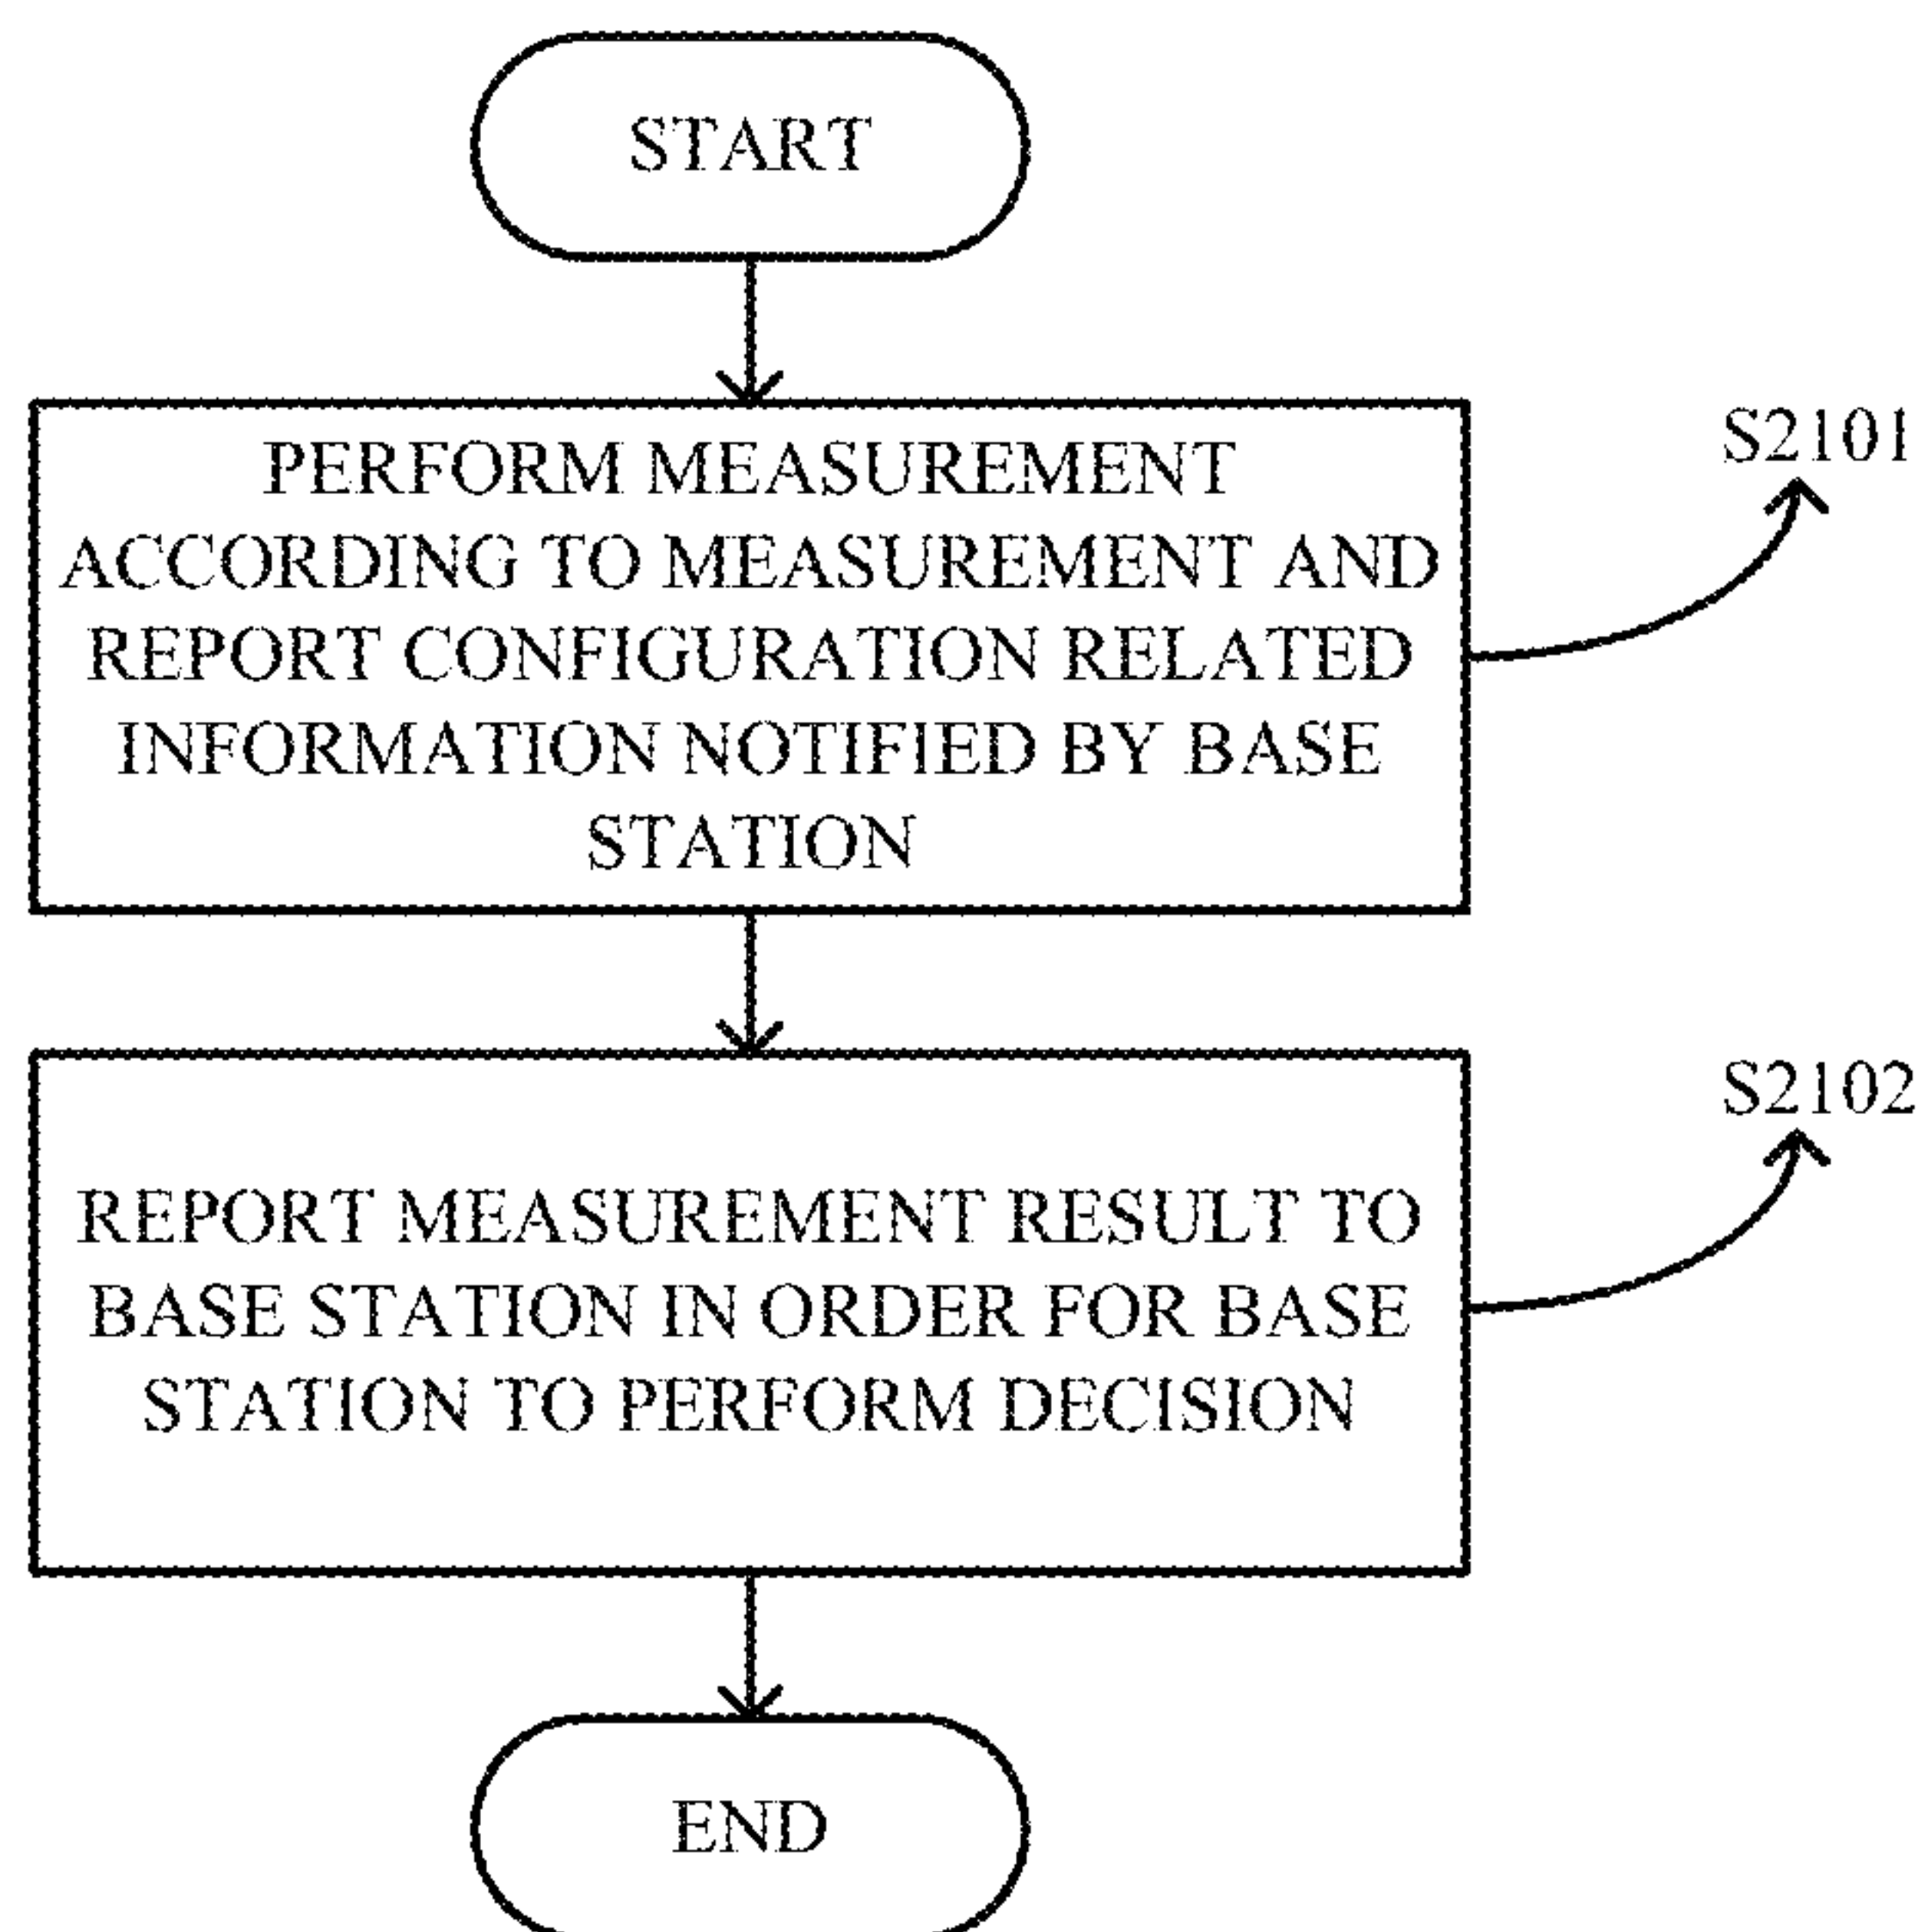 START
PERFORM MEASUREMENT
ACCORDING TO MEASUREMENT AND
REPORT CONFIGURATION RELATED
INFORMATION NOTIFIED BY BASE
STATION
S2101
REPORT MEASUREMENT RESULT TO
BASE STATION IN ORDER FOR BASE
STATION TO PERFORM DECISION
S2102
END